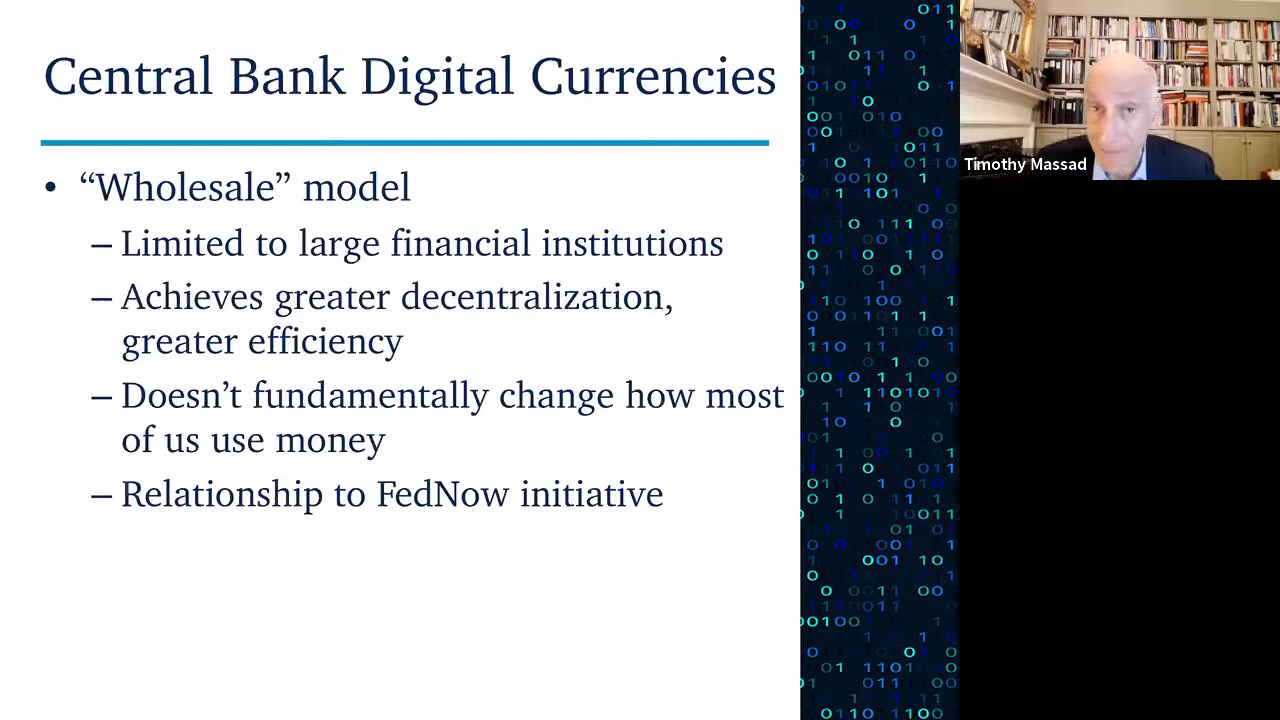 Central Bank Digital Currencies
• “Wholesale” model
– Limited to large financial institutions
– Achieves greater decentralization,
greater efficiency
– Doesn’t fundamentally change how most
of us use money
– Relationship to FedNow initiative
Timothy Massad